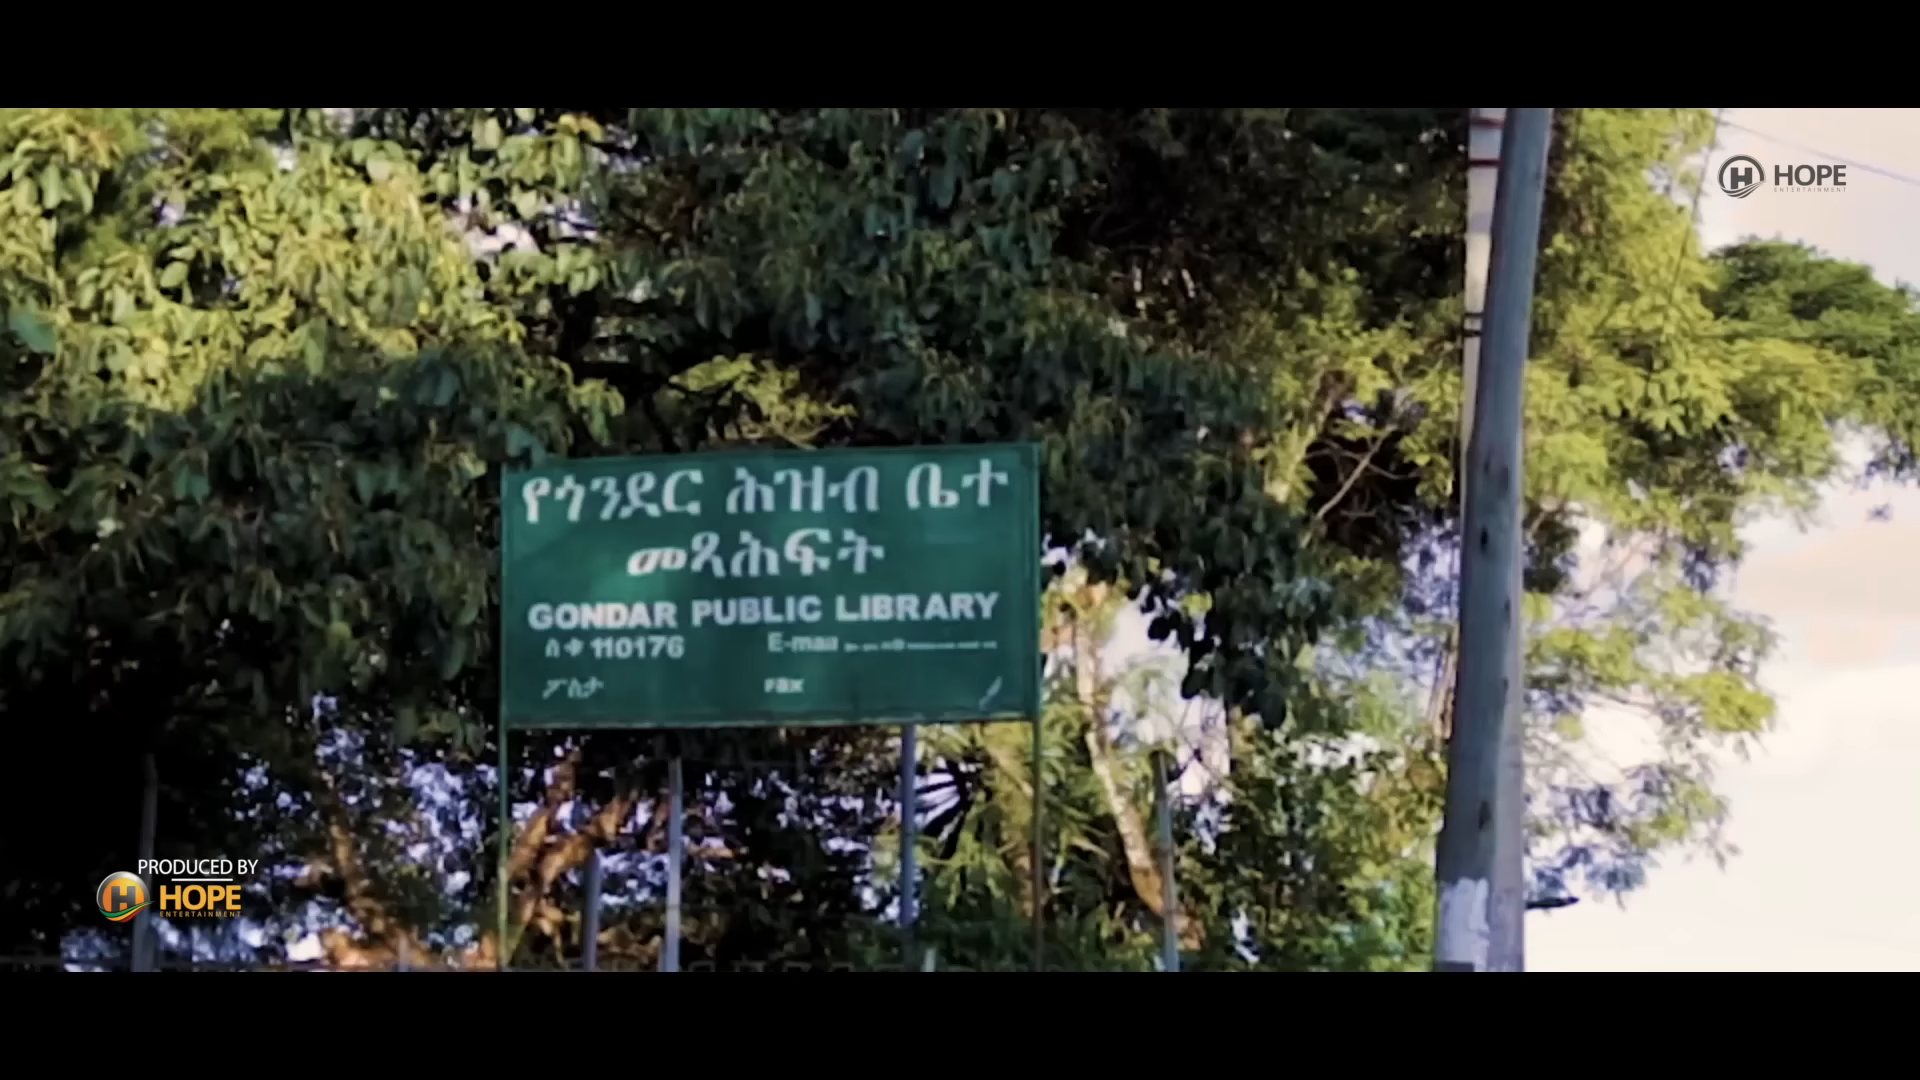 HOPE
ENTERTAINMENT
የጎንደር ሕዝብ ቤተ
መጻሕፍት
GONDAR PUBLIC LIBRARY
ስ ቁ 110176 E-mail
ፖስታ FAX
PRODUCED BY
HOPE
ENTERTAINMENT